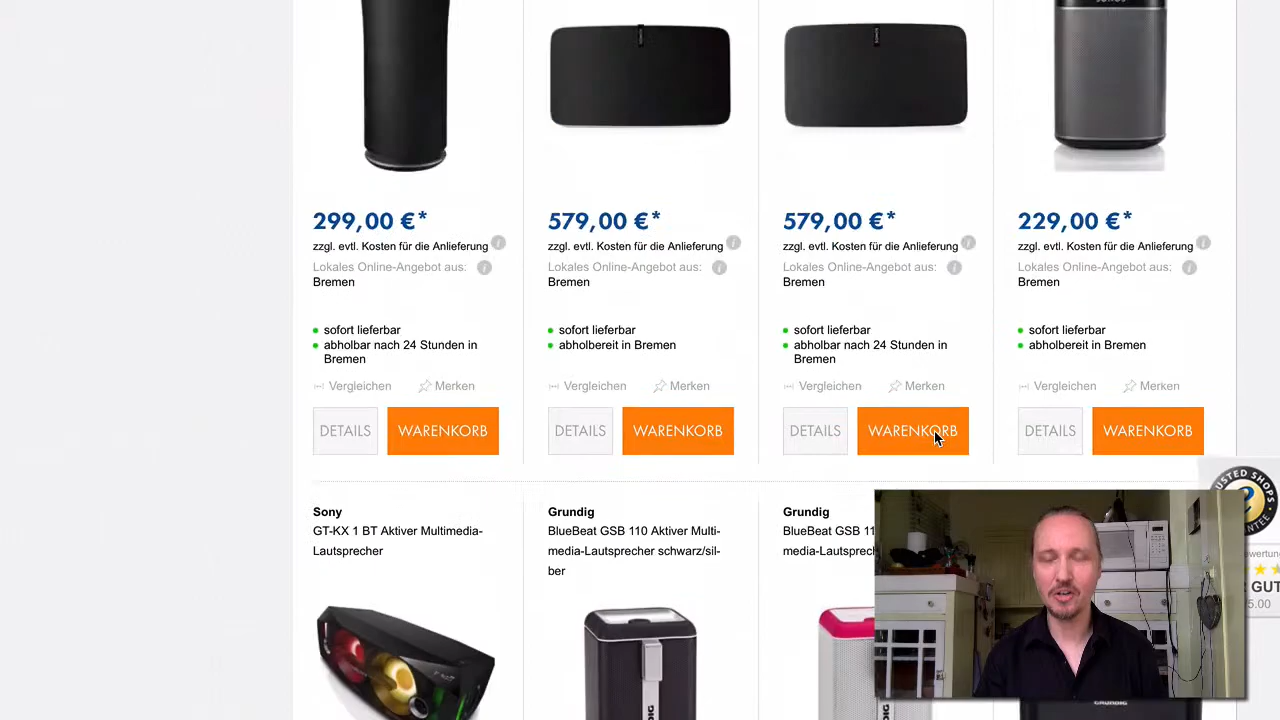 SONOS
299,00 €*
zzgl. evtl. Kosten für die Anlieferung
Lokales Online-Angebot aus:
Bremen
sofort lieferbar
abholbar nach 24 Stunden in
Bremen
Vergleichen Merken
DETAILS WARENKORB
579,00 €*
zzgl. evtl. Kosten für die Anlieferung
Lokales Online-Angebot aus:
Bremen
sofort lieferbar
abholbereit in Bremen
Vergleichen Merken
DETAILS WARENKORB
579,00 €*
zzgl. evtl. Kosten für die Anlieferung
Lokales Online-Angebot aus:
Bremen
sofort lieferbar
abholbar nach 24 Stunden in
Bremen
Vergleichen Merken
DETAILS WARENKORB
229,00 €*
zzgl. evtl. Kosten für die Anlieferung
Lokales Online-Angebot aus:
Bremen
sofort lieferbar
abholbereit in Bremen
Vergleichen Merken
DETAILS WARENKORB
Sony
GT-KX 1 BT Aktiver Multimedia-
Lautsprecher
Grundig
BlueBeat GSB 110 Aktiver Multi-
media-Lautsprecher schwarz/sil-
ber
Grundig
BlueBeat GSB 11
media-Lautsprech
GRUNDIG